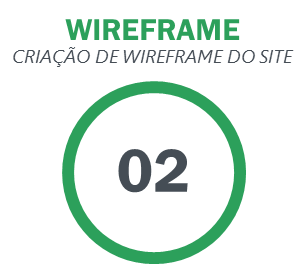 WIREFRAME
CRIAÇÃO DE WIREFRAME DO SITE
02